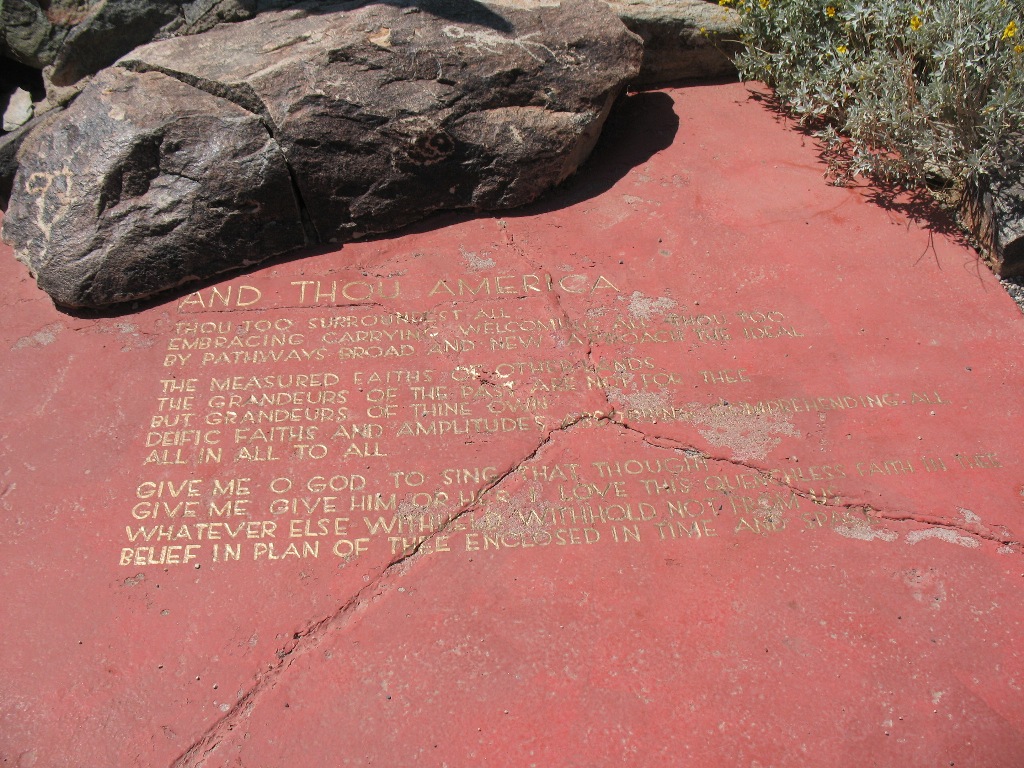 AND THOU AMERICA
THOU TOO SURROUNDEST ALL
EMBRACING CARRYING WELCOMING ALL THOU TOO
BY PATHWAYS BROAD AND NEW APPROACH THE IDEAL
THE MEASURED FAITHS OF OTHER LANDS
THE GRANDEURS OF THE PAST ARE NOT FOR THEE
BUT GRANDEURS OF THINE OWN
DEIFIC FAITHS AND AMPLITUDES ABSORBING COMPREHENDING ALL
ALL IN ALL TO ALL
GIVE ME O GOD TO SING THAT THOUGHT
GIVE ME GIVE HIM OR HER I LOVE THIS QUENCHLESS FAITH IN THEE
WHATEVER ELSE WITHHELD WITHHOLD NOT FROM US
BELIEF IN PLAN OF THEE ENCLOSED IN TIME AND SPACE